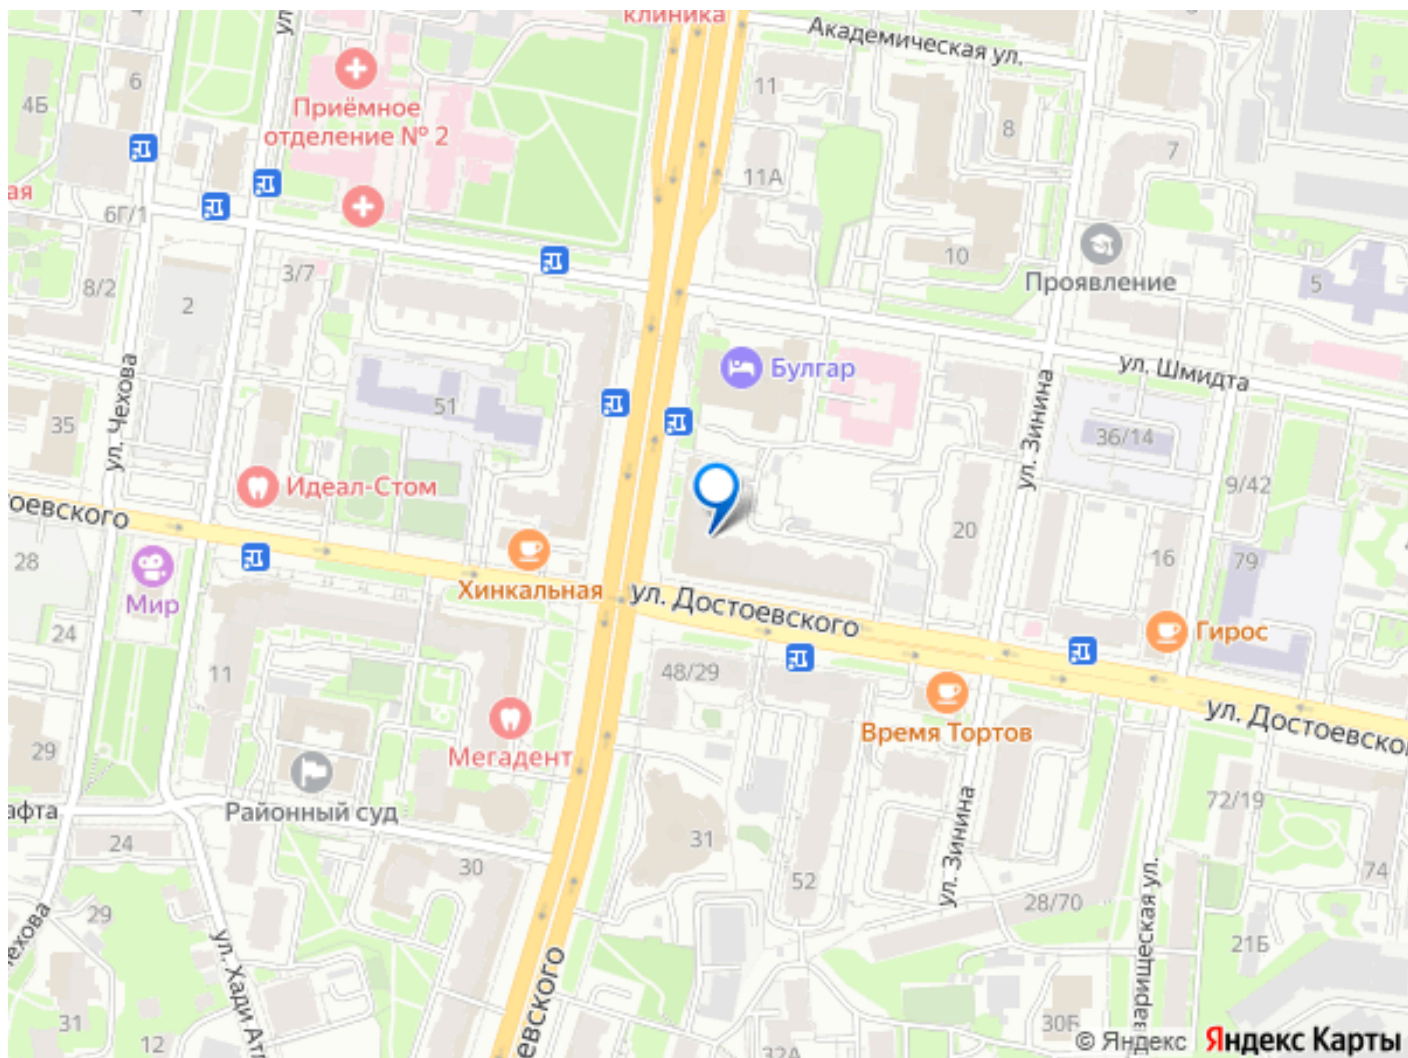 клиника
Академическая ул.
ул
6
4Б
11
8
7
Приёмное
отделение № 2
11А
ая
6Г/1
3/7
10
Проявление
5
8/2
2
Булгар
ул. Шмидта
ул. Чехова
51
ул. Зинина
36/14
35
9/42
Идеал-Стом
оевского
20
16
79
28
Хинкальная
Мир
ул. Достоевского
24
Гирос
48/29
11
ул. Достоевско
Время Тортов
Мегадент
29
Районный суд
72/19
афта
24
31
30
52
74
ул. Зинина
28/70
29
ехова
ул. Хади Ат
21Б
варищеская ул.
евского
31
12
32А
30Б
© Яндекс Яндекс Карты